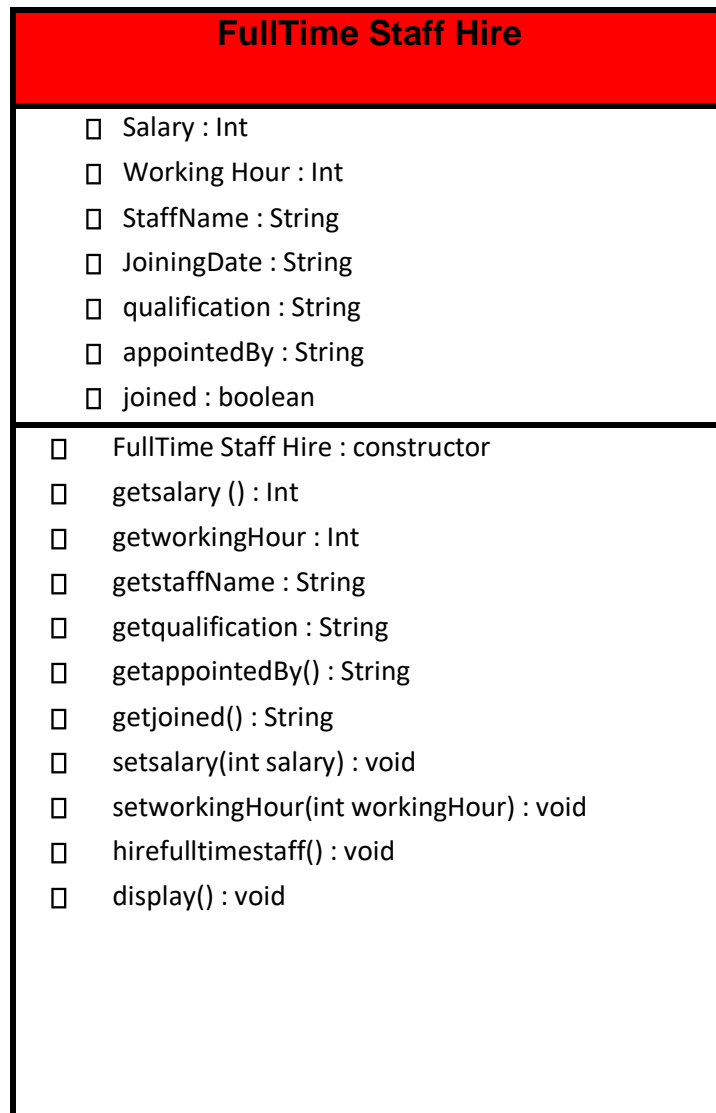 FullTime Staff Hire
Salary : Int
Working Hour : Int
StaffName : String
JoiningDate : String
qualification : String
appointedBy : String
joined : boolean
FullTime Staff Hire : constructor
getsalary () : Int
getworkingHour : Int
getstaffName : String
getqualification : String
getappointedBy() : String
getjoined() : String
setsalary(int salary) : void
setworkingHour(int workingHour) : void
hirefulltimestaff() : void
display() : void